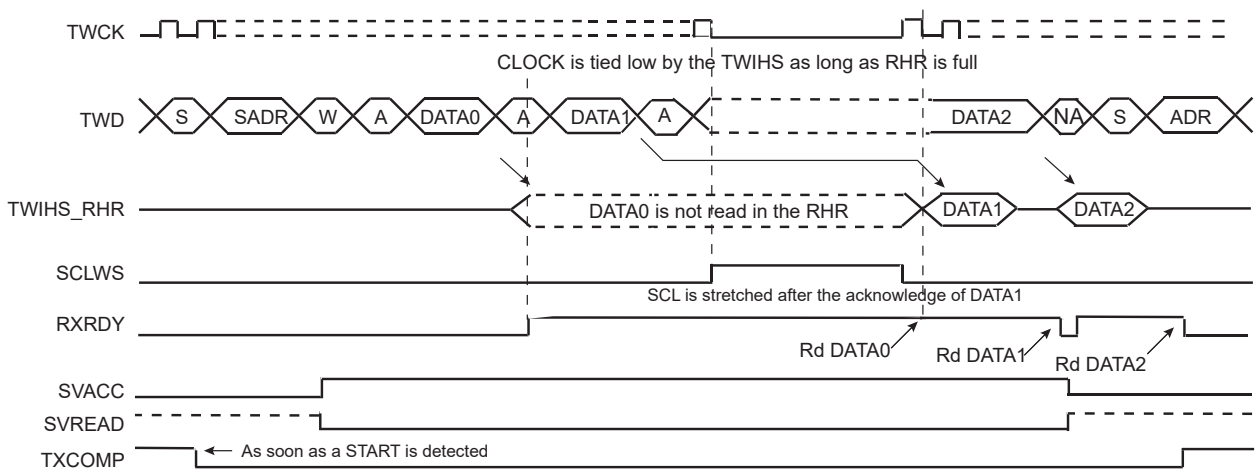 TWCK
CLOCK is tied low by the TWIHS as long as RHR is full
TWD S SADR W A DATA0 A DATA1 A DATA2 NA S ADR
TWIHS_RHR DATA0 is not read in the RHR DATA1 DATA2
SCLWS
SCL is stretched after the acknowledge of DATA1
RXRDY
Rd DATA0 Rd DATA1 Rd DATA2
SVACC
SVREAD
As soon as a START is detected
TXCOMP